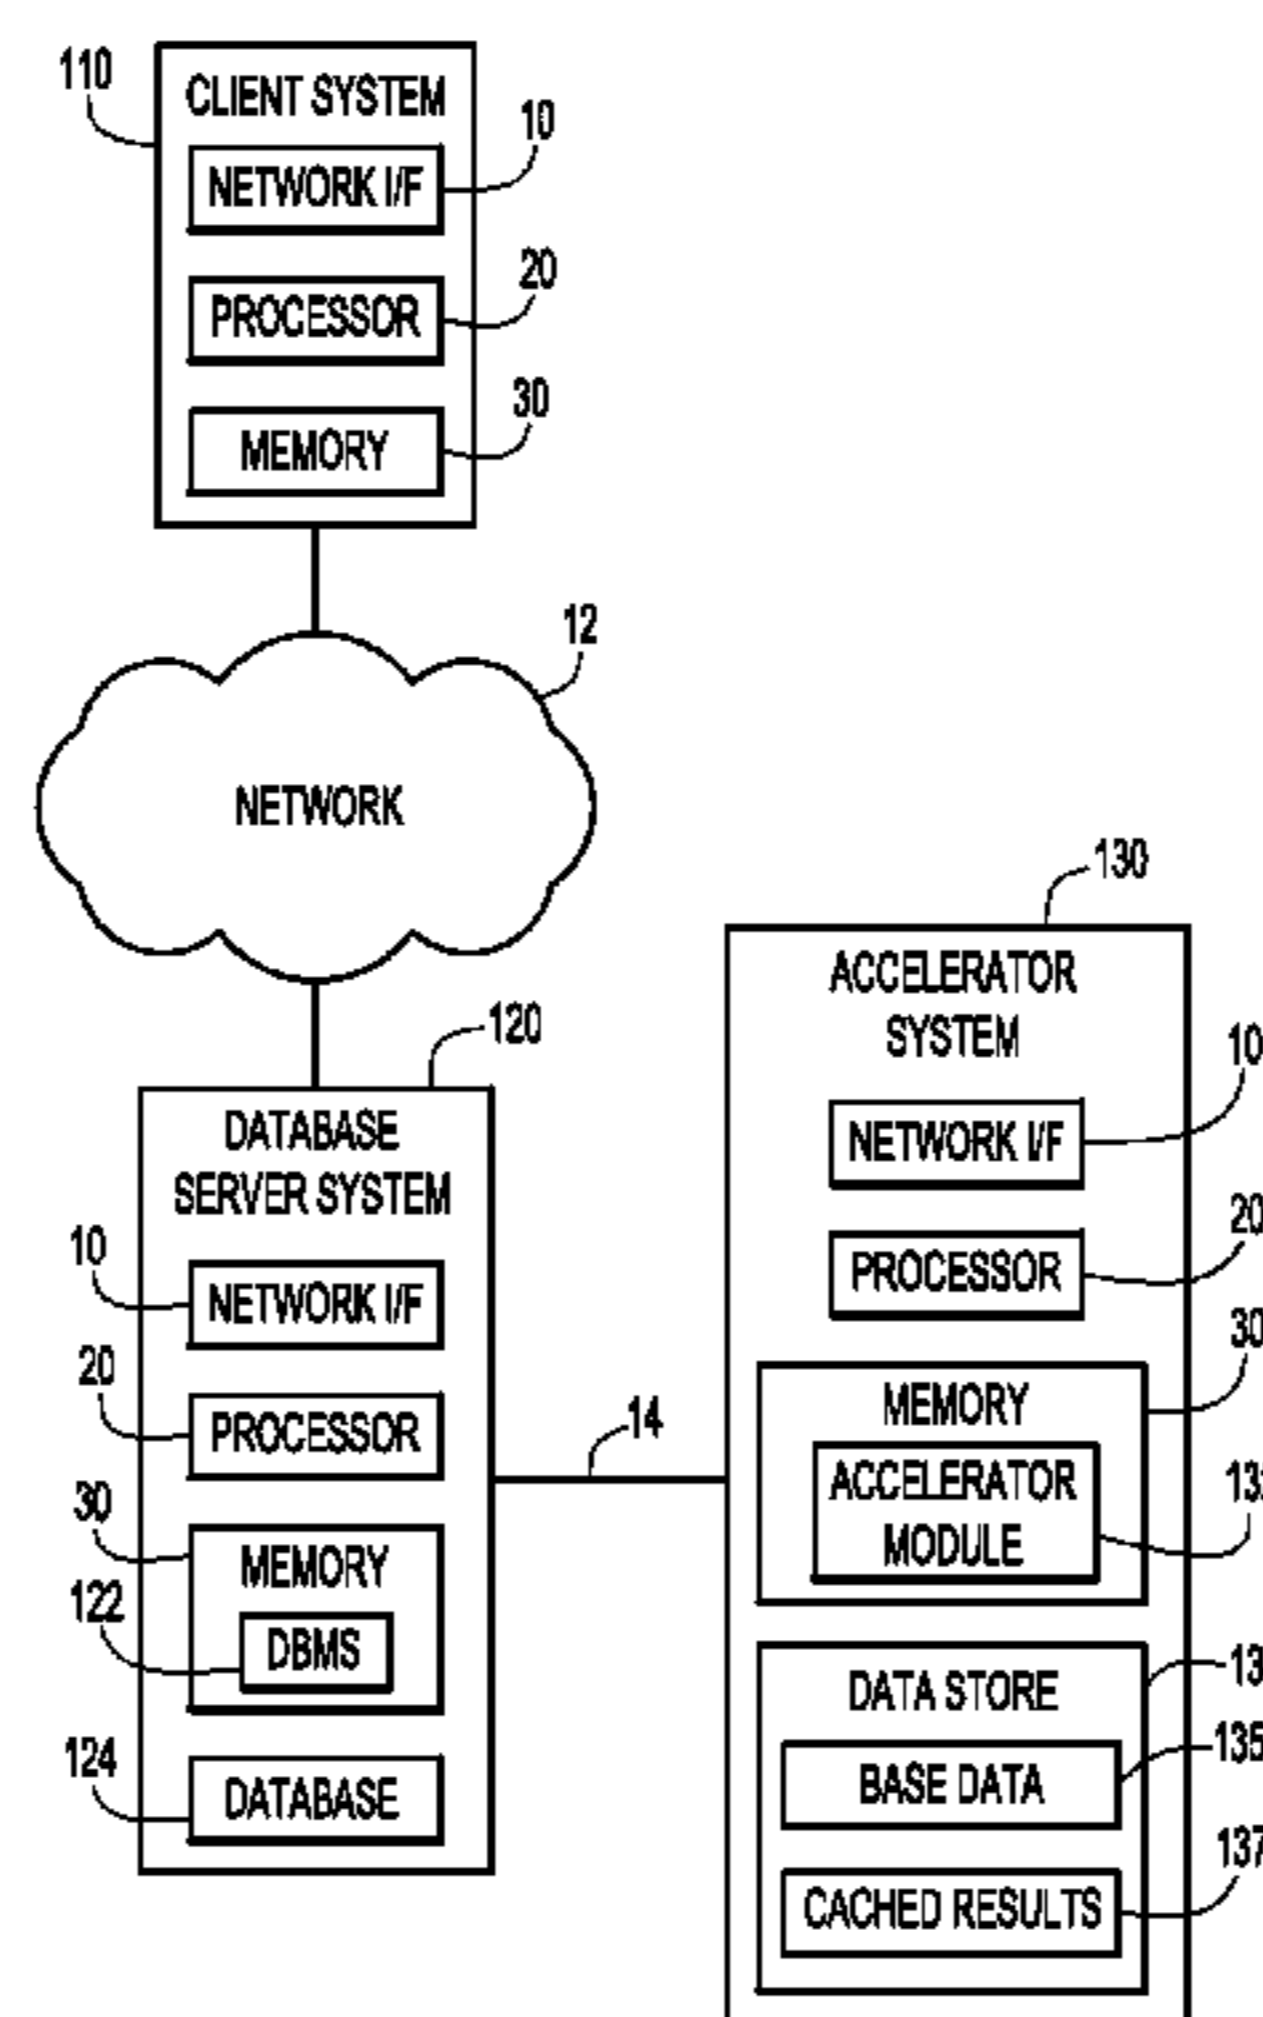 110
CLIENT SYSTEM
10
NETWORK I/F
20
PROCESSOR
30
MEMORY
12
NETWORK
130
ACCELERATOR
SYSTEM
10
NETWORK I/F
20
PROCESSOR
30
MEMORY
ACCELERATOR
MODULE
DATA STORE
135
BASE DATA
137
CACHED RESULTS
120
DATABASE
SERVER SYSTEM
10
NETWORK I/F
20
PROCESSOR
30
MEMORY
122
DBMS
124
DATABASE
14